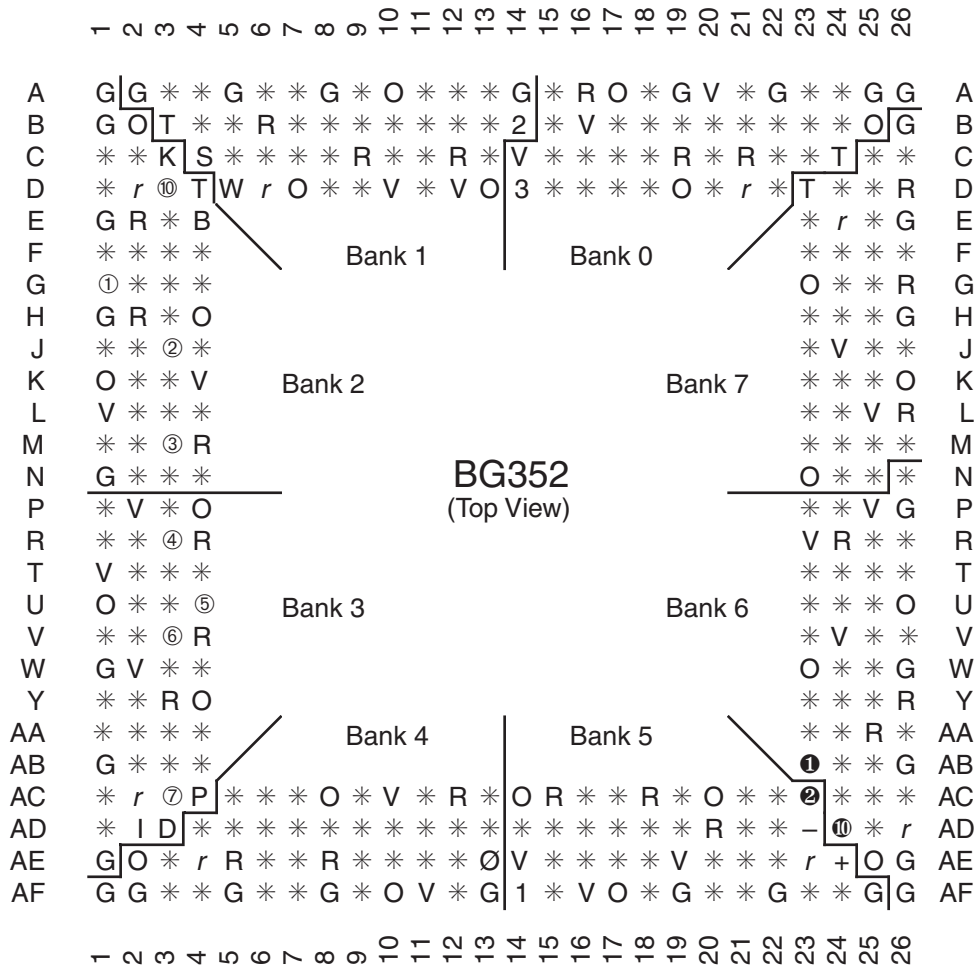 1 2 3 4 5 6 7 8 9 10 11 12 13 14 15 16 17 18 19 20 21 22 23 24 25 26
A G G ✳ ✳ G ✳ ✳ G ✳ O ✳ ✳ ✳ G ✳ R O ✳ G V ✳ G ✳ ✳ G G A
B G O T ✳ ✳ R ✳ ✳ ✳ ✳ ✳ ✳ ✳ 2 ✳ V ✳ ✳ ✳ ✳ ✳ ✳ ✳ ✳ O G B
C ✳ ✳ K S ✳ ✳ ✳ ✳ R ✳ ✳ R ✳ V ✳ ✳ ✳ ✳ R ✳ R ✳ ✳ T ✳ ✳ C
D ✳ r ⑩ T W r O ✳ ✳ V ✳ V O 3 ✳ ✳ ✳ ✳ O ✳ r ✳ T ✳ ✳ R D
E G R ✳ B ✳ r ✳ G E
F ✳ ✳ ✳ ✳ Bank 1 Bank 0 ✳ ✳ ✳ ✳ F
G ① ✳ ✳ ✳ O ✳ ✳ R G
H G R ✳ O ✳ ✳ ✳ G H
J ✳ ✳ ② ✳ ✳ V ✳ ✳ J
K O ✳ ✳ V Bank 2 Bank 7 ✳ ✳ ✳ O K
L V ✳ ✳ ✳ ✳ ✳ V R L
M ✳ ✳ ③ R ✳ ✳ ✳ ✳ M
N G ✳ ✳ ✳ BG352 O ✳ ✳ ✳ N
P ✳ V ✳ O (Top View) ✳ ✳ V G P
R ✳ ✳ ④ R V R ✳ ✳ R
T V ✳ ✳ ✳ ✳ ✳ ✳ ✳ T
U O ✳ ✳ ⑤ Bank 3 Bank 6 ✳ ✳ ✳ O U
V ✳ ✳ ⑥ R ✳ V ✳ ✳ V
W G V ✳ ✳ O ✳ ✳ G W
Y ✳ ✳ R O ✳ ✳ ✳ R Y
AA ✳ ✳ ✳ ✳ Bank 4 Bank 5 ✳ ✳ R ✳ AA
AB G ✳ ✳ ✳ ❶ ✳ ✳ G AB
AC ✳ r ⑦ P ✳ ✳ ✳ O ✳ V ✳ R ✳ O R ✳ ✳ R ✳ O ✳ ✳ ❷ ✳ ✳ ✳ AC
AD ✳ I D ✳ ✳ ✳ ✳ ✳ ✳ ✳ ✳ ✳ ✳ ✳ ✳ ✳ ✳ ✳ ✳ R ✳ ✳ – ❿ ✳ r AD
AE G O ✳ r R ✳ ✳ R ✳ ✳ ✳ ✳ Ø V ✳ ✳ ✳ ✳ V ✳ ✳ ✳ r + O G AE
AF G G ✳ ✳ G ✳ G ✳ O V ✳ G 1 ✳ V O ✳ G ✳ ✳ G ✳ ✳ G G AF
1 2 3 4 5 6 7 8 9 10 11 12 13 14 15 16 17 18 19 20 21 22 23 24 25 26